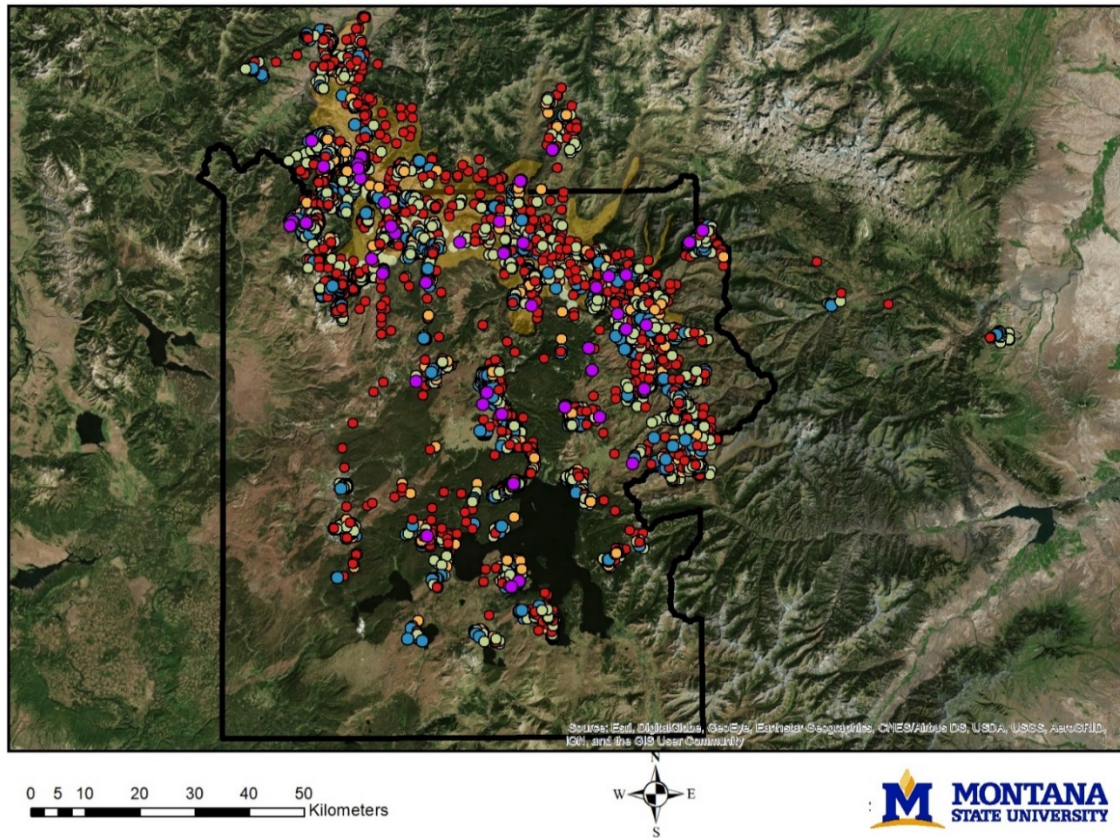 Source: Esri, DigitalGlobe, GeoEye, Earthstar Geographics, CNES/Airbus DS, USDA, USGS, AeroGRID,
IGN, and the GIS User Community
N
0 5 10 20 30 40 50
Kilometers
W E
S
:
M MONTANA
STATE UNIVERSITY